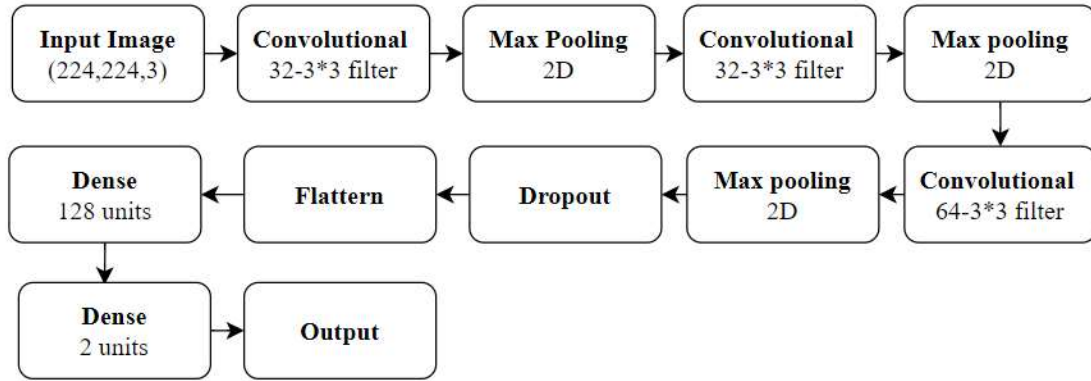 Input Image
(224,224,3)
Convolutional
32-3*3 filter
Max Pooling
2D
Convolutional
32-3*3 filter
Max pooling
2D
Convolutional
64-3*3 filter
Max pooling
2D
Dropout
Flattern
Dense
128 units
Dense
2 units
Output